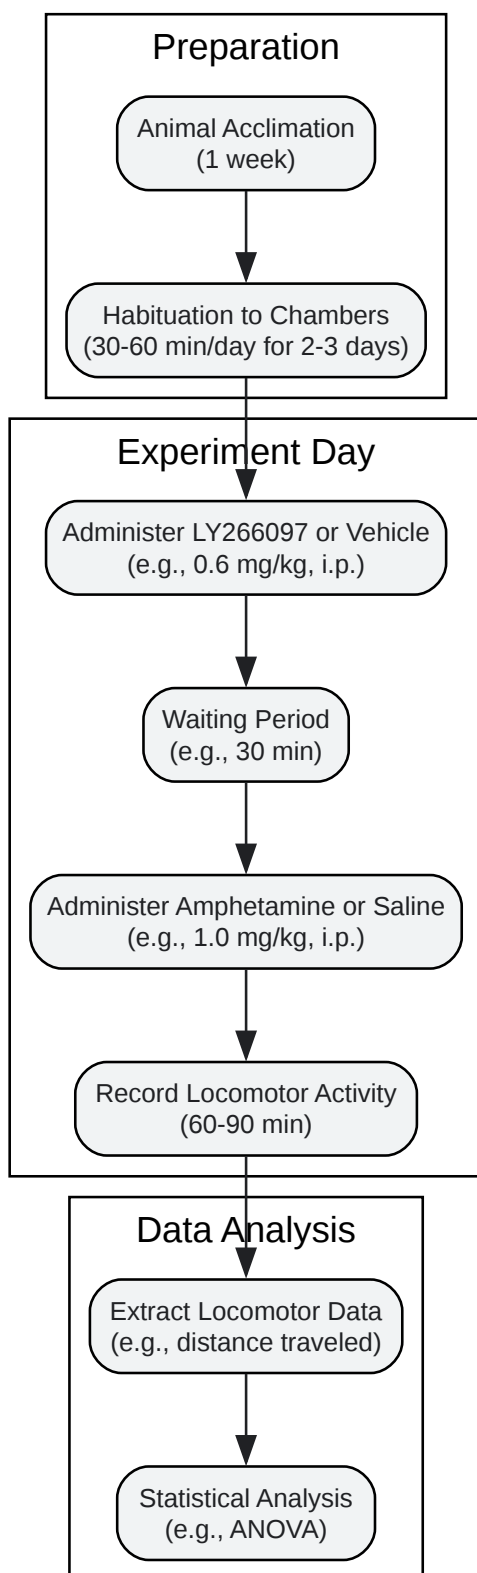 Preparation
Animal Acclimation
(1 week)
Habituation to Chambers
(30-60 min/day for 2-3 days)
Experiment Day
Administer LY266097 or Vehicle
(e.g., 0.6 mg/kg, i.p.)
Waiting Period
(e.g., 30 min)
Administer Amphetamine or Saline
(e.g., 1.0 mg/kg, i.p.)
Record Locomotor Activity
(60-90 min)
Data Analysis
Extract Locomotor Data
(e.g., distance traveled)
Statistical Analysis
(e.g., ANOVA)